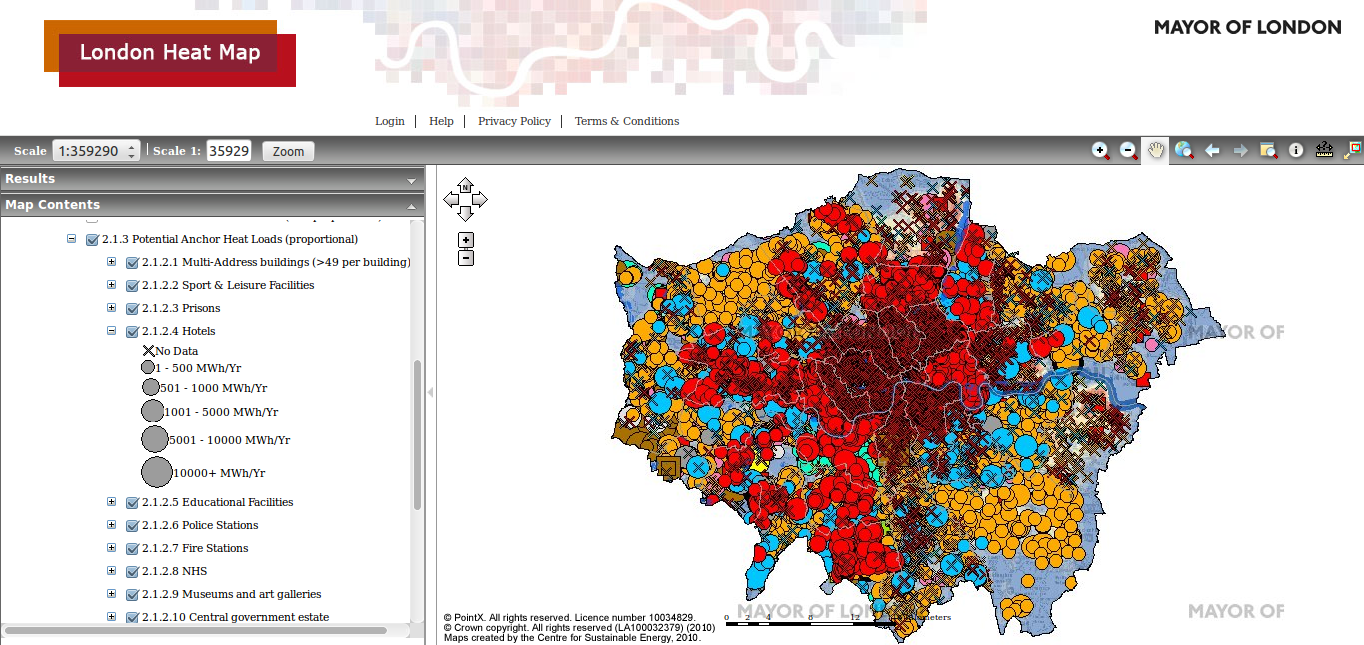 London Heat Map
MAYOR OF LONDON
Login | Help | Privacy Policy | Terms & Conditions
Scale 1:359290 | Scale 1: 35929 Zoom
Results
Map Contents
2.1.3 Potential Anchor Heat Loads (proportional)
2.1.2.1 Multi-Address buildings (>49 per building)
2.1.2.2 Sport & Leisure Facilities
2.1.2.3 Prisons
2.1.2.4 Hotels
No Data
1 - 500 MWh/Yr
501 - 1000 MWh/Yr
1001 - 5000 MWh/Yr
5001 - 10000 MWh/Yr
10000+ MWh/Yr
2.1.2.5 Educational Facilities
2.1.2.6 Police Stations
2.1.2.7 Fire Stations
2.1.2.8 NHS
2.1.2.9 Museums and art galleries
2.1.2.10 Central government estate
N
MAYOR OF
MAYOR OF LON
MAYOR OF
0 2 4 8 12
© PointX. All rights reserved. Licence number 10034829.
© Crown copyright. All rights reserved (LA100032379) (2010)
Maps created by the Centre for Sustainable Energy, 2010.